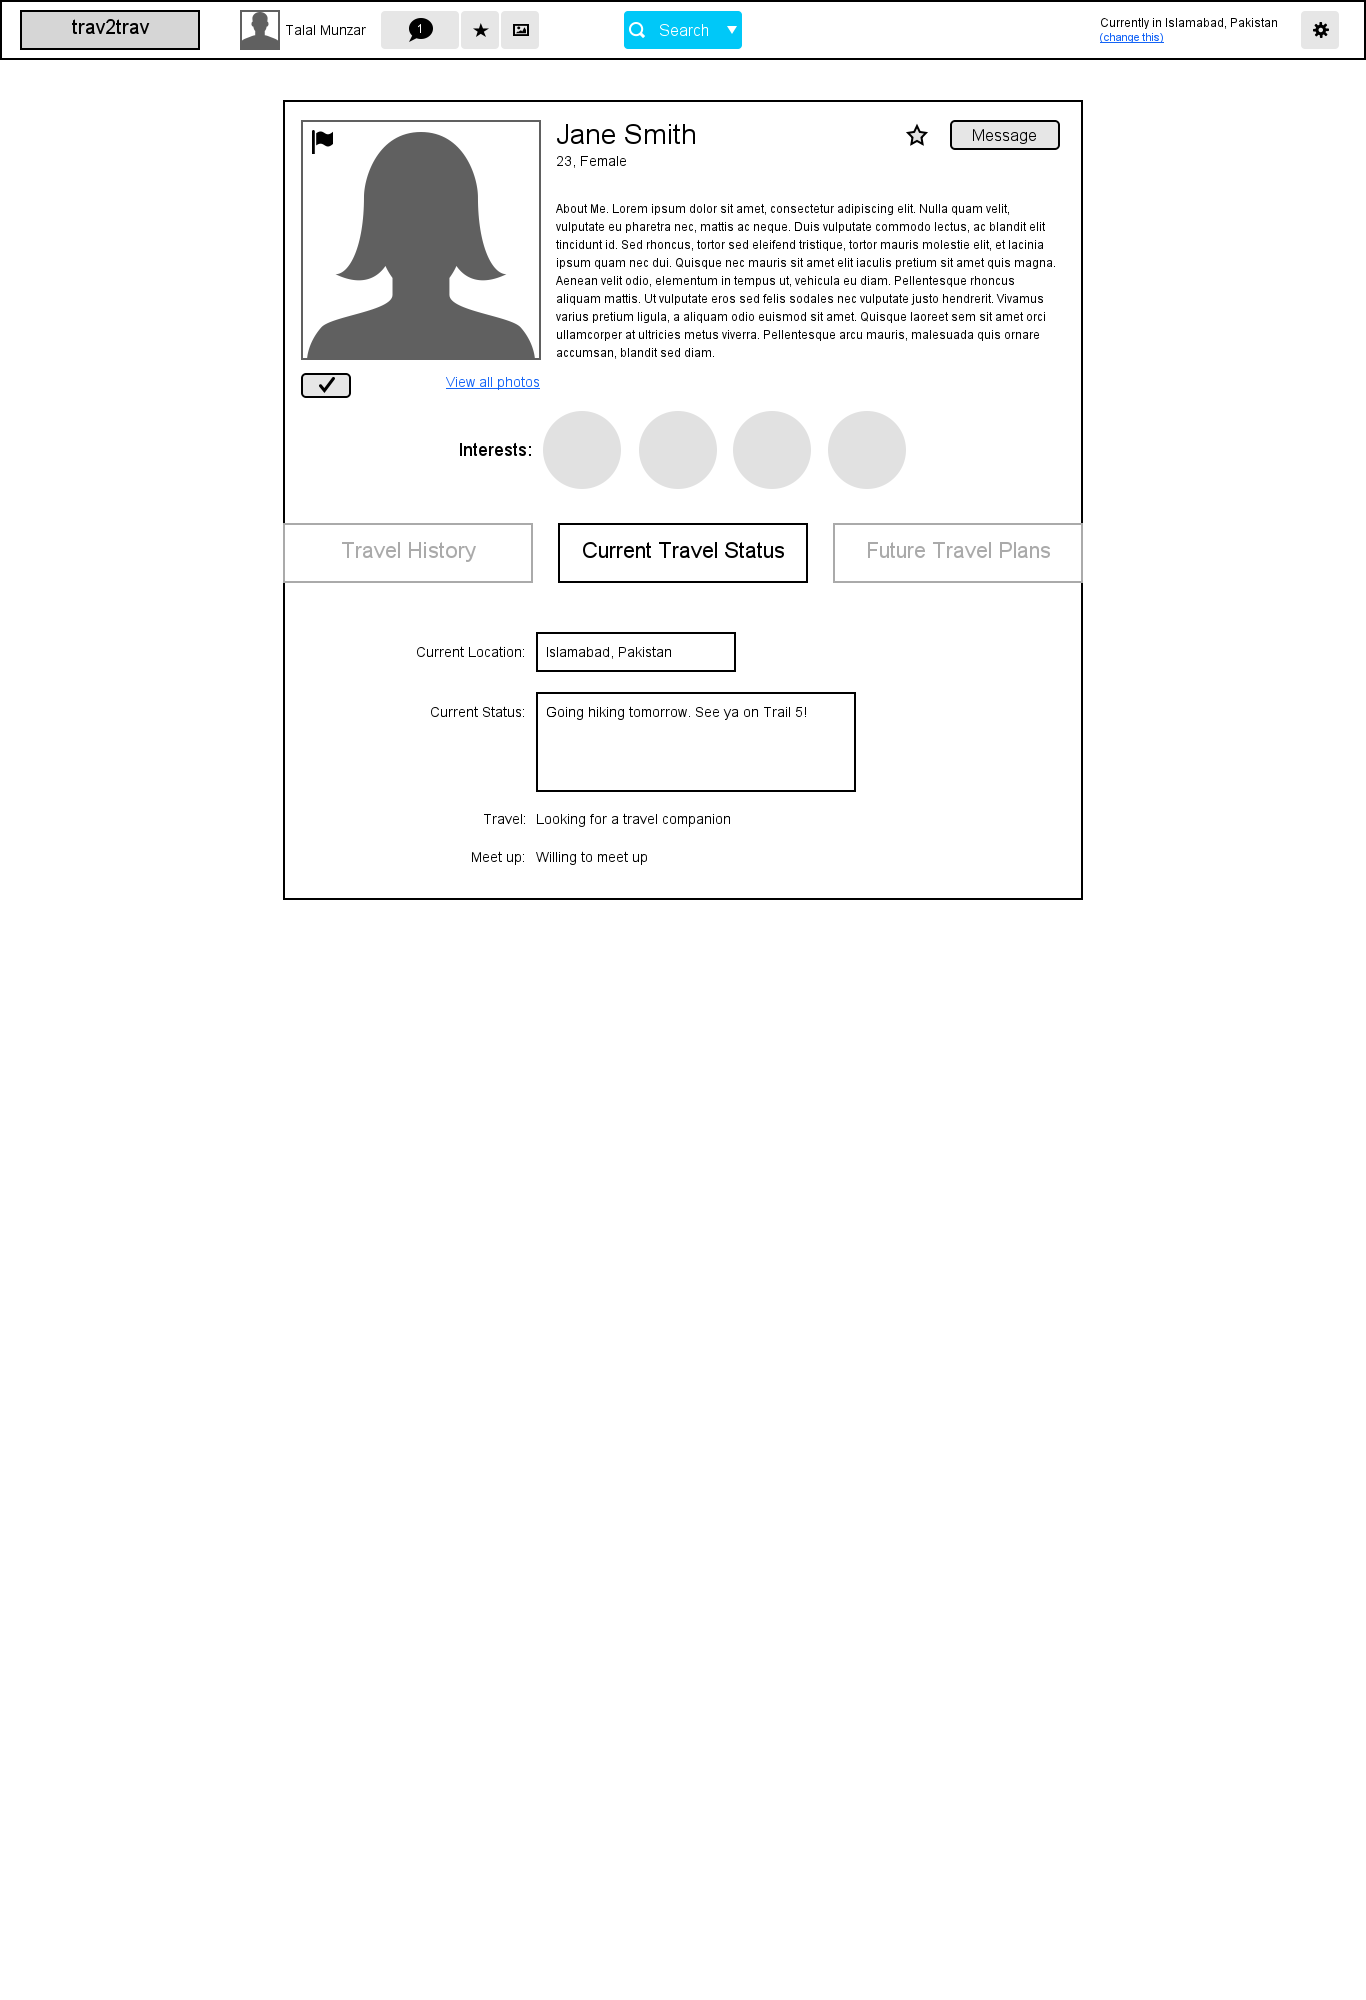 trav2trav
Talal Munzar
1
Search
Currently in Islamabad, Pakistan
(change this)
Jane Smith
Message
23, Female
About Me. Lorem ipsum dolor sit amet, consectetur adipiscing elit. Nulla quam velit,
vulputate eu pharetra nec, mattis ac neque. Duis vulputate commodo lectus, ac blandit elit
tincidunt id. Sed rhoncus, tortor sed eleifend tristique, tortor mauris molestie elit, et lacinia
ipsum quam nec dui. Quisque nec mauris sit amet elit iaculis pretium sit amet quis magna.
Aenean velit odio, elementum in tempus ut, vehicula eu diam. Pellentesque rhoncus
aliquam mattis. Ut vulputate eros sed felis sodales nec vulputate justo hendrerit. Vivamus
varius pretium ligula, a aliquam odio euismod sit amet. Quisque laoreet sem sit amet orci
ullamcorper at ultricies metus viverra. Pellentesque arcu mauris, malesuada quis ornare
accumsan, blandit sed diam.
View all photos
Interests:
Travel History
Current Travel Status
Future Travel Plans
Current Location: Islamabad, Pakistan
Current Status: Going hiking tomorrow. See ya on Trail 5!
Travel: Looking for a travel companion
Meet up: Willing to meet up